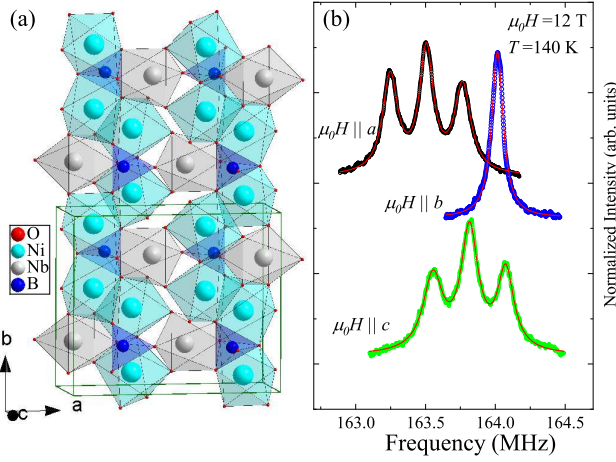 (a)
O
Ni
Nb
B
b
c
a
(b)
μ₀H =12 T
T =140 K
μ₀H || a
μ₀H || b
μ₀H || c
Normalized Intensity (arb. units)
163.0 163.5 164.0 164.5
Frequency (MHz)